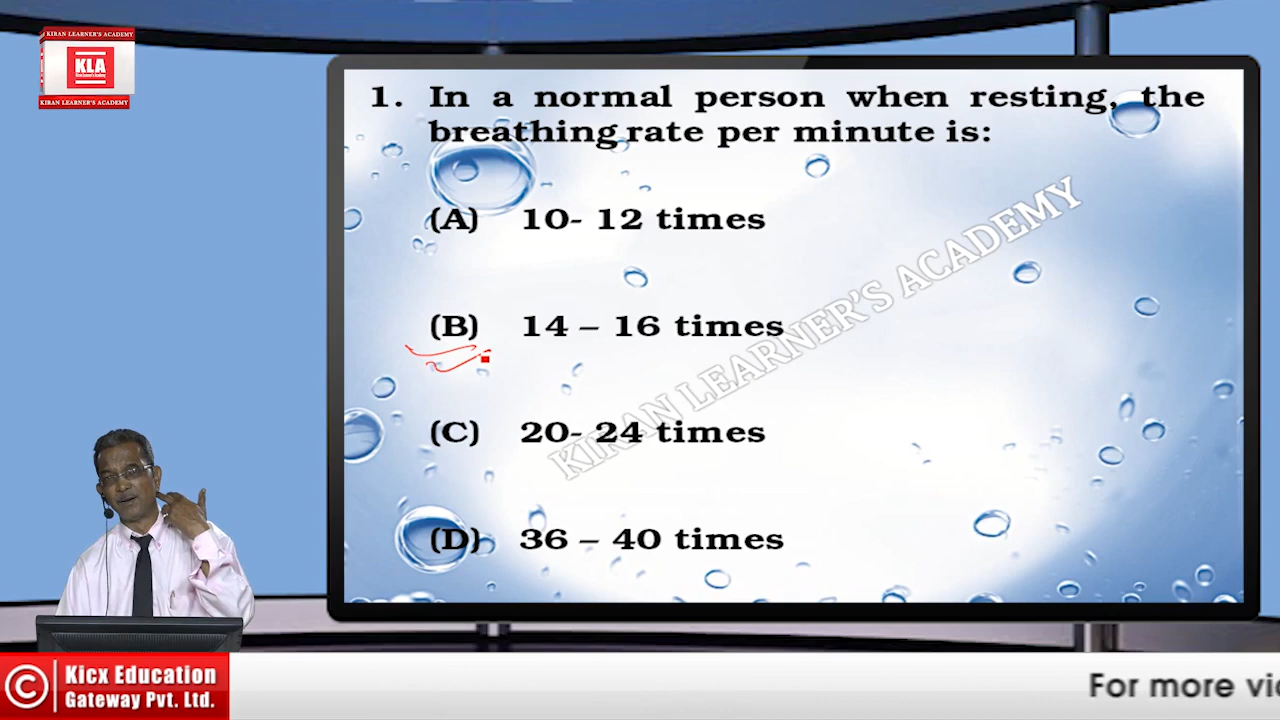 KIRAN LEARNER'S ACADEMY
KLA
KIRAN LEARNER'S ACADEMY
1. In a normal person when resting, the
breathing rate per minute is:
(A) 10- 12 times
(B) 14 – 16 times
(C) 20- 24 times
(D) 36 – 40 times
KIRAN LEARNER'S ACADEMY
© Kicx Education
Gateway Pvt. Ltd.
For more vid